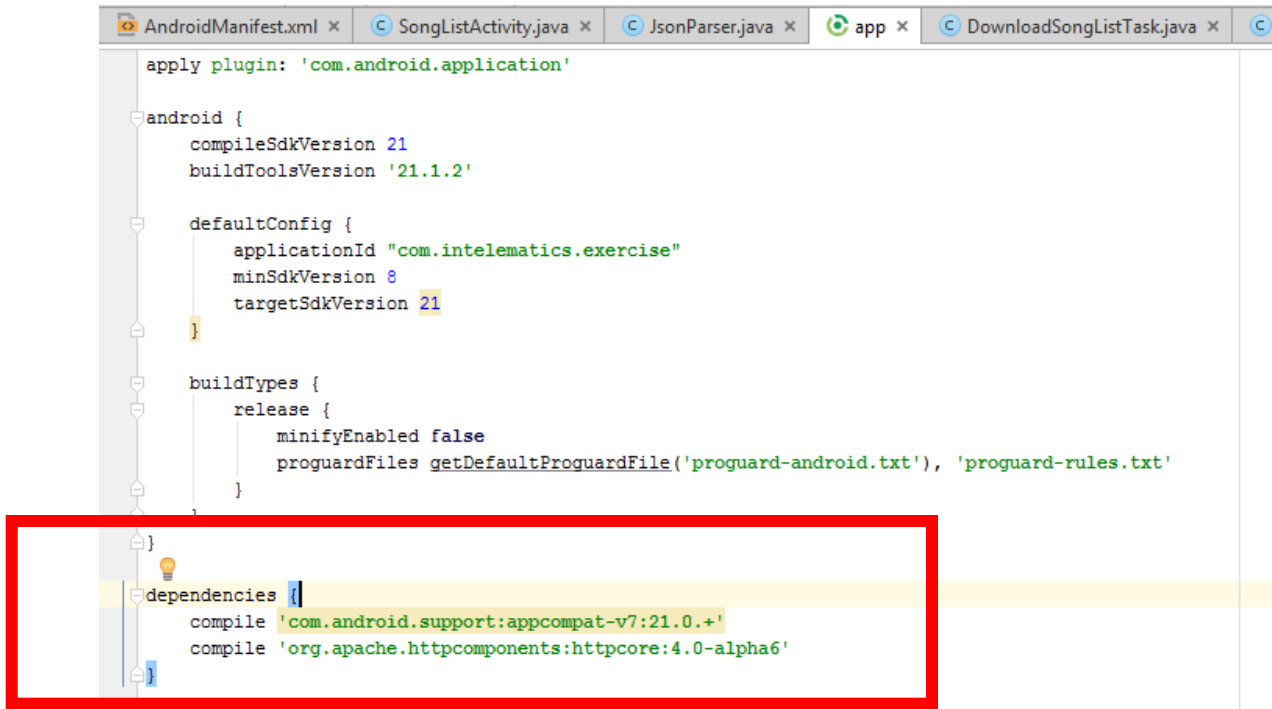 AndroidManifest.xml × SongListActivity.java × JsonParser.java × app × DownloadSongListTask.java ×
apply plugin: 'com.android.application'
android {
compileSdkVersion 21
buildToolsVersion '21.1.2'
defaultConfig {
applicationId "com.intelematics.exercise"
minSdkVersion 8
targetSdkVersion 21
}
buildTypes {
release {
minifyEnabled false
proguardFiles getDefaultProguardFile('proguard-android.txt'), 'proguard-rules.txt'
}
}
dependencies {
compile 'com.android.support:appcompat-v7:21.0.+'
compile 'org.apache.httpcomponents:httpcore:4.0-alpha6'
}